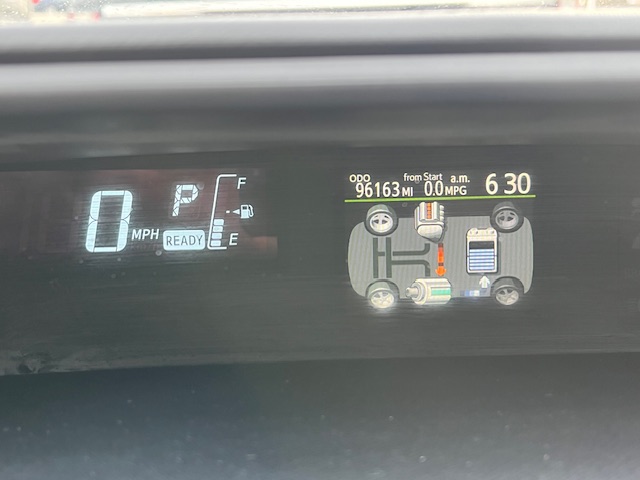 0 MPH
P
READY
F
E
ODO from Start a.m.
96163 MI 0.0 MPG 6 30